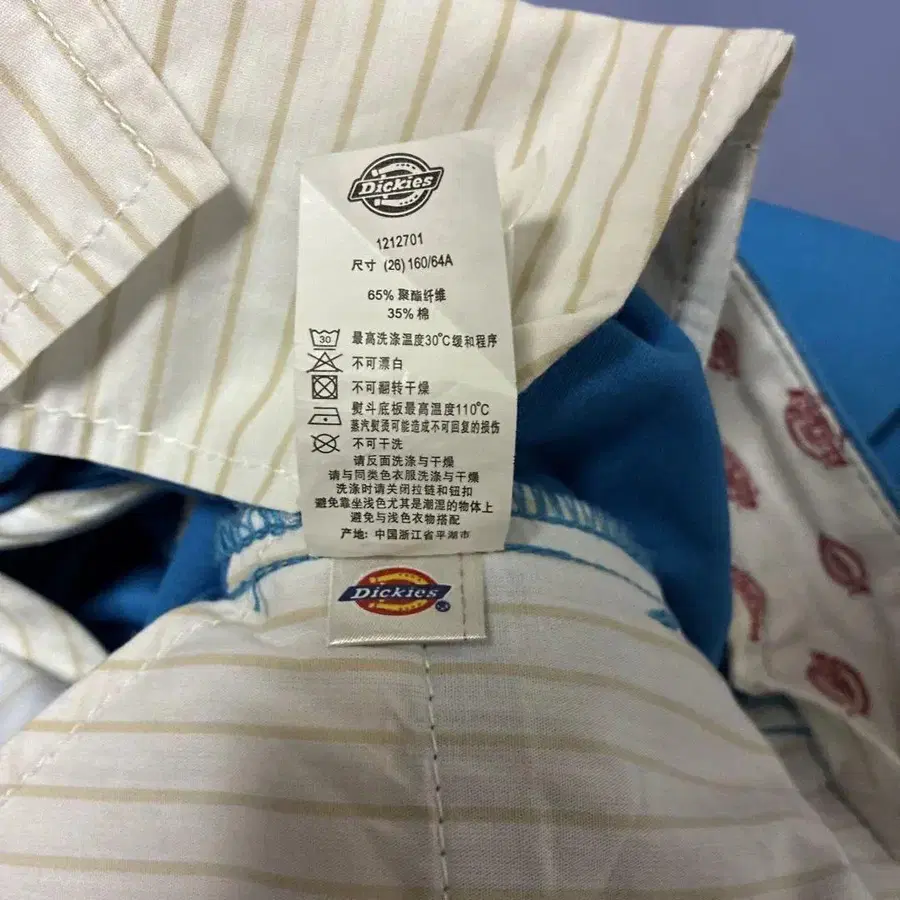 Dickies
1212701
尺寸 (26) 160/64A
65% 聚酯纤维
35% 棉
30 最高洗涤温度30°C缓和程序
不可漂白
不可翻转干燥
熨斗底板最高温度110°C
蒸汽熨烫可能造成不可回复的损伤
不可干洗
请反面洗涤与干燥
请与同类色衣服洗涤与干燥
洗涤时请关闭拉链和钮扣
避免靠坐浅色尤其是潮湿的物体上
避免与浅色衣物搭配
产地: 中国浙江省平湖市
Dickies